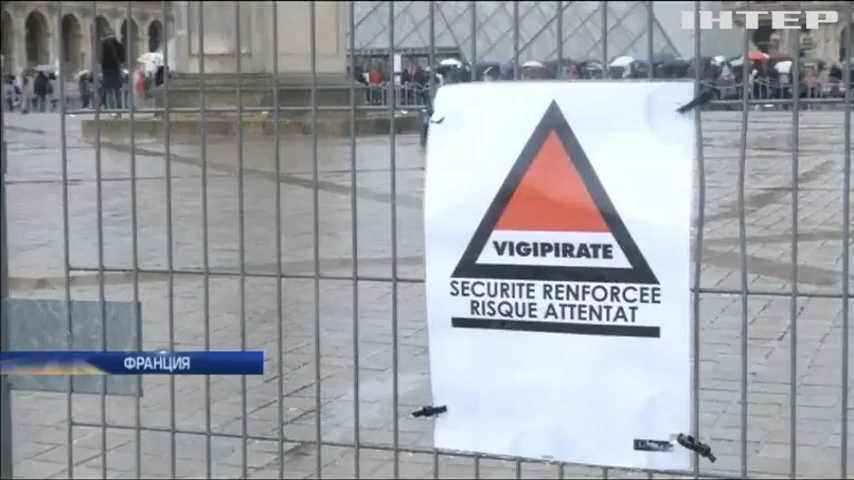 ІНТЕР
VIGIPIRATE
SECURITE RENFORCEE
RISQUE ATTENTAT
ФРАНЦИЯ